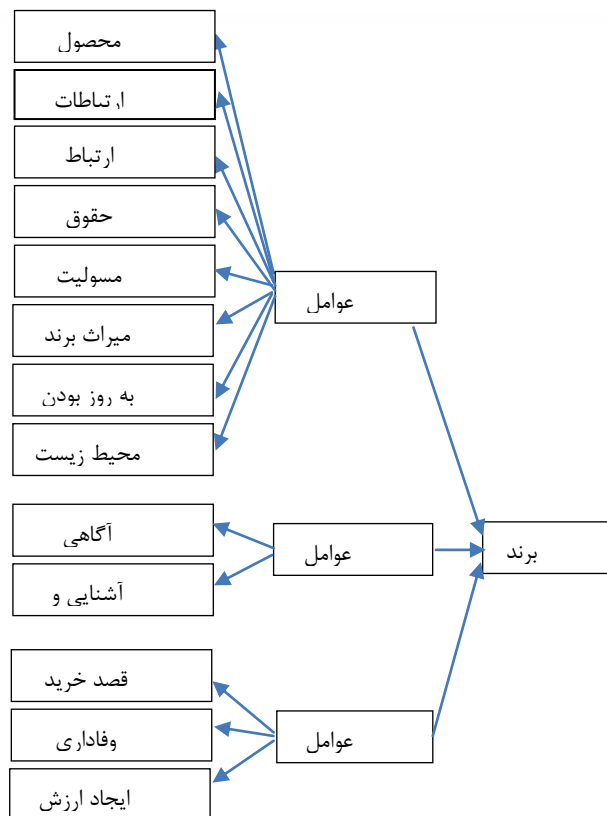 محصول
ارتباطات
ارتباط
حقوق
مسولیت
عوامل
میراث برند
به روز بودن
محیط زیست
آگاهی
عوامل
برند
آشنایی و
قصد خرید
وفاداری
عوامل
ایجاد ارزش